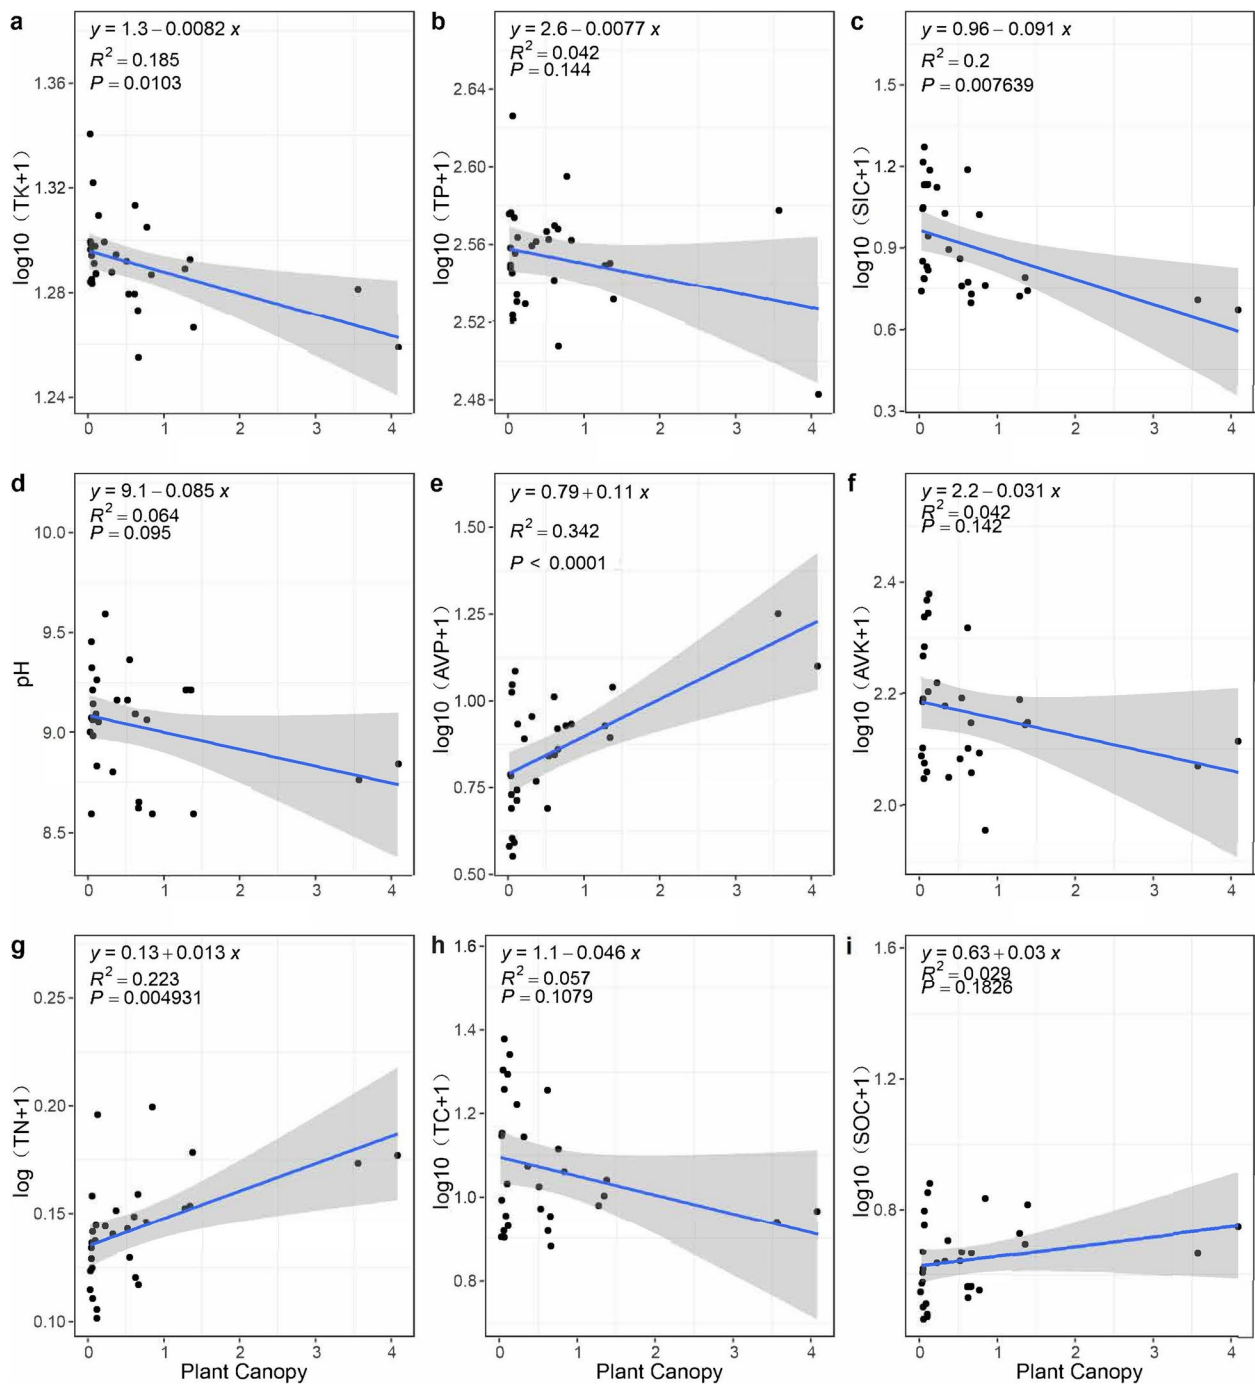 a
y = 1.3 – 0.0082 x
R² = 0.185
P = 0.0103
log10（TK+1）
1.36
1.32
1.28
1.24
0 1 2 3 4
b
y = 2.6 – 0.0077 x
R² = 0.042
P = 0.144
log10（TP+1）
2.64
2.60
2.56
2.52
2.48
0 1 2 3 4
c
y = 0.96 – 0.091 x
R² = 0.2
P = 0.007639
log10（SIC+1）
1.5
1.2
0.9
0.6
0.3
0 1 2 3 4
d
y = 9.1 – 0.085 x
R² = 0.064
P = 0.095
pH
10.0
9.5
9.0
8.5
0 1 2 3 4
e
y = 0.79 + 0.11 x
R² = 0.342
P < 0.0001
log10（AVP+1）
1.50
1.25
1.00
0.75
0.50
0 1 2 3 4
f
y = 2.2 – 0.031 x
R² = 0.042
P = 0.142
log10（AVK+1）
2.4
2.2
2.0
0 1 2 3 4
g
y = 0.13 + 0.013 x
R² = 0.223
P = 0.004931
log（TN+1）
0.25
0.20
0.15
0.10
0 1 2 3 4
Plant Canopy
h
y = 1.1 – 0.046 x
R² = 0.057
P = 0.1079
log10（TC+1）
1.6
1.4
1.2
1.0
0.8
0 1 2 3 4
Plant Canopy
i
y = 0.63 + 0.03 x
R² = 0.029
P = 0.1826
log10（SOC+1）
1.6
1.2
0.8
0 1 2 3 4
Plant Canopy